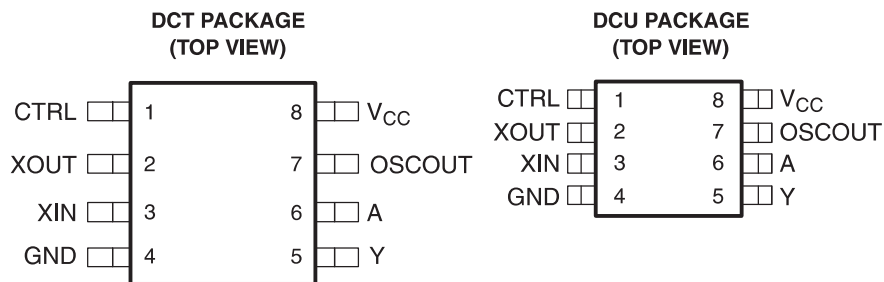 DCT PACKAGE
(TOP VIEW)
CTRL 1 8 VCC
XOUT 2 7 OSCOUT
XIN 3 6 A
GND 4 5 Y
DCU PACKAGE
(TOP VIEW)
CTRL 1 8 VCC
XOUT 2 7 OSCOUT
XIN 3 6 A
GND 4 5 Y